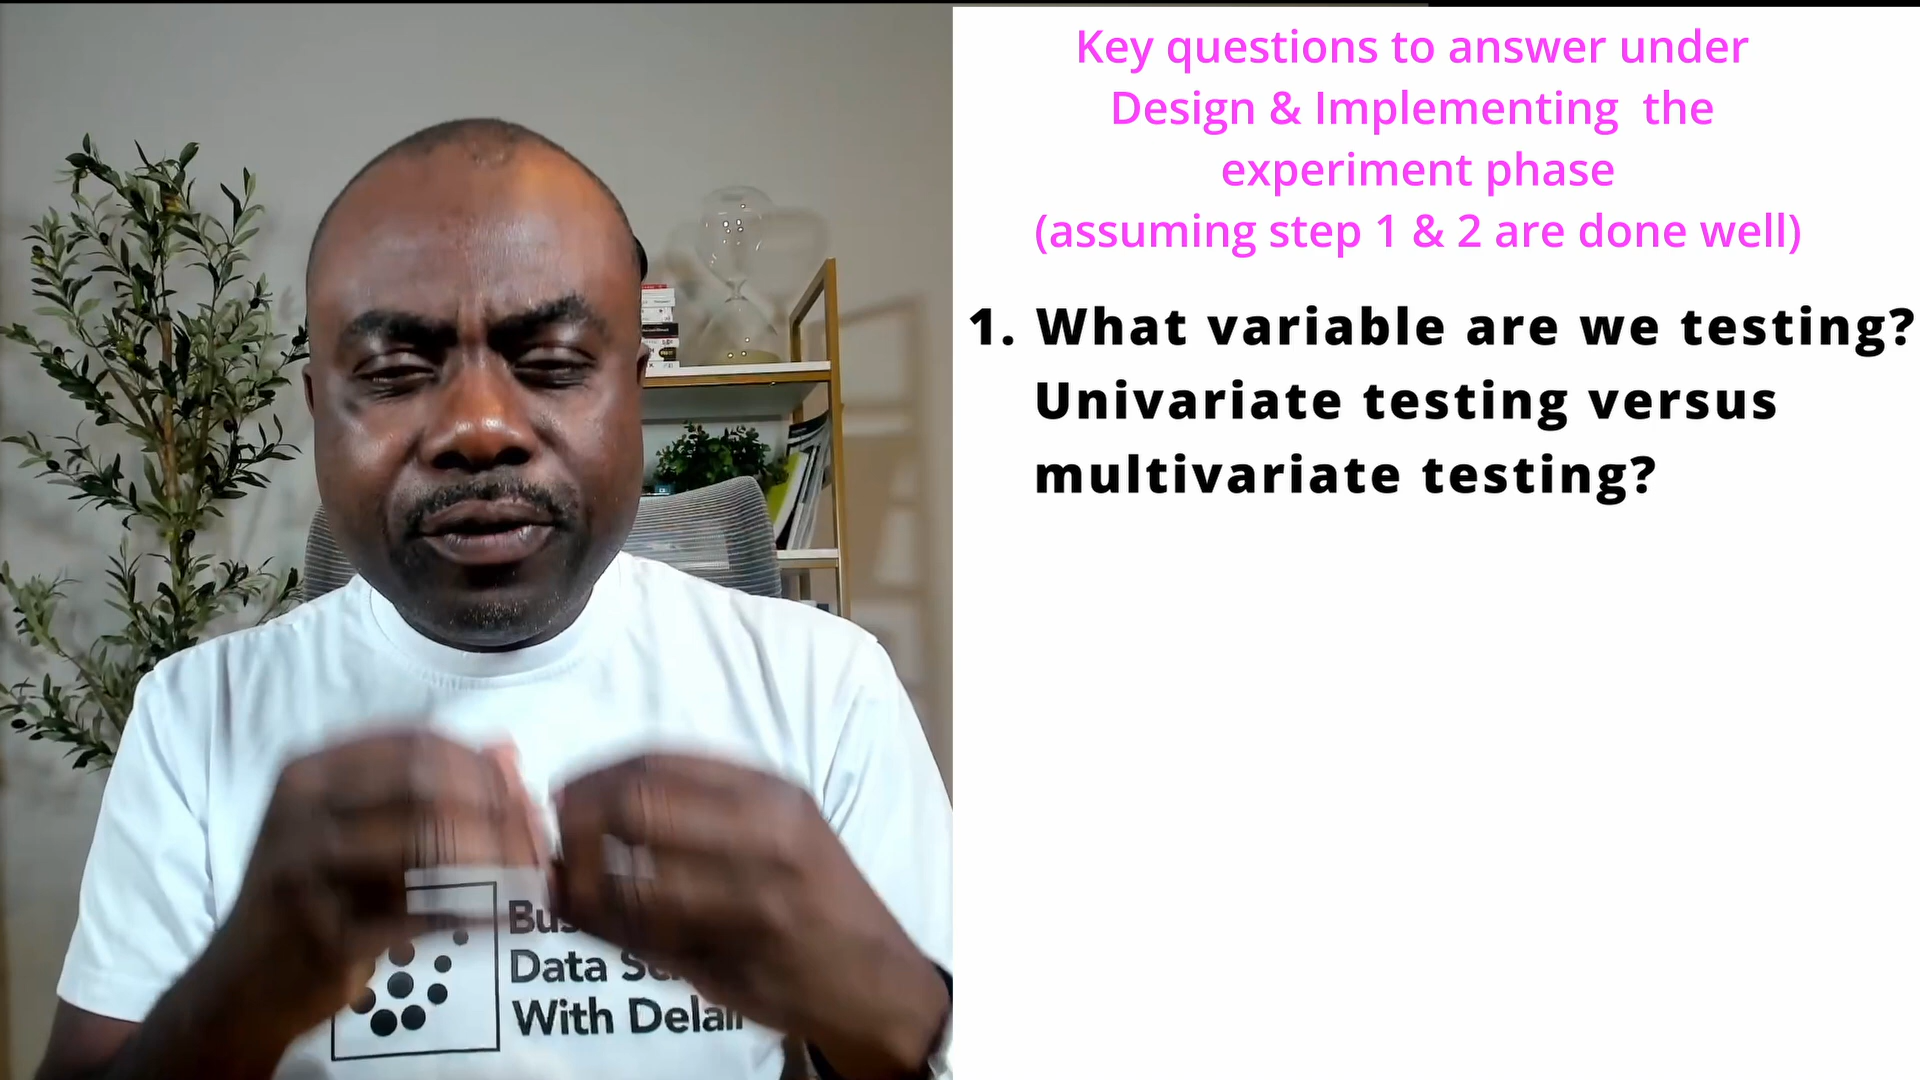 Key questions to answer under
Design & Implementing the
experiment phase
(assuming step 1 & 2 are done well)
1. What variable are we testing?
Univariate testing versus
multivariate testing?
Data
With